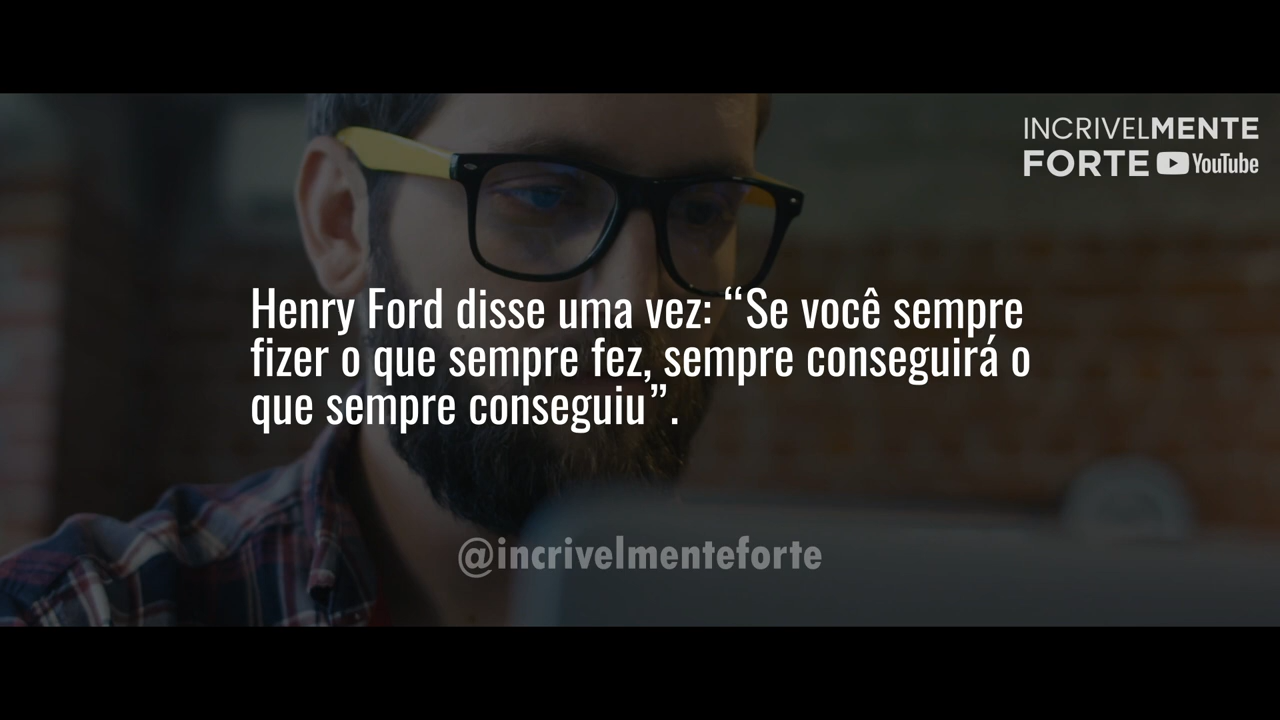 INCRIVELMENTE
FORTE YouTube
Henry Ford disse uma vez: “Se você sempre
fizer o que sempre fez, sempre conseguirá o
que sempre conseguiu”.
@incrivelmenteforte